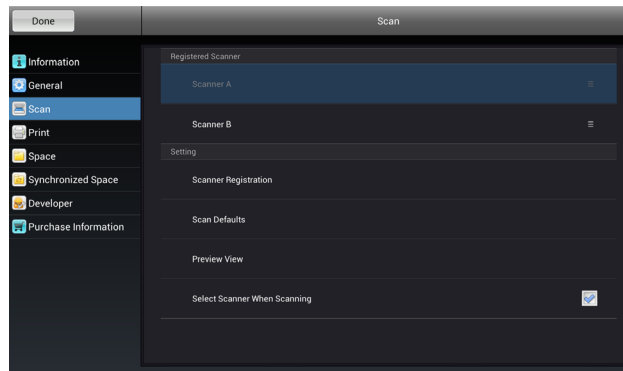 Done
Scan
Information
General
Scan
Print
Space
Synchronized Space
Developer
Purchase Information
Registered Scanner
Scanner A
Scanner B
Setting
Scanner Registration
Scan Defaults
Preview View
Select Scanner When Scanning